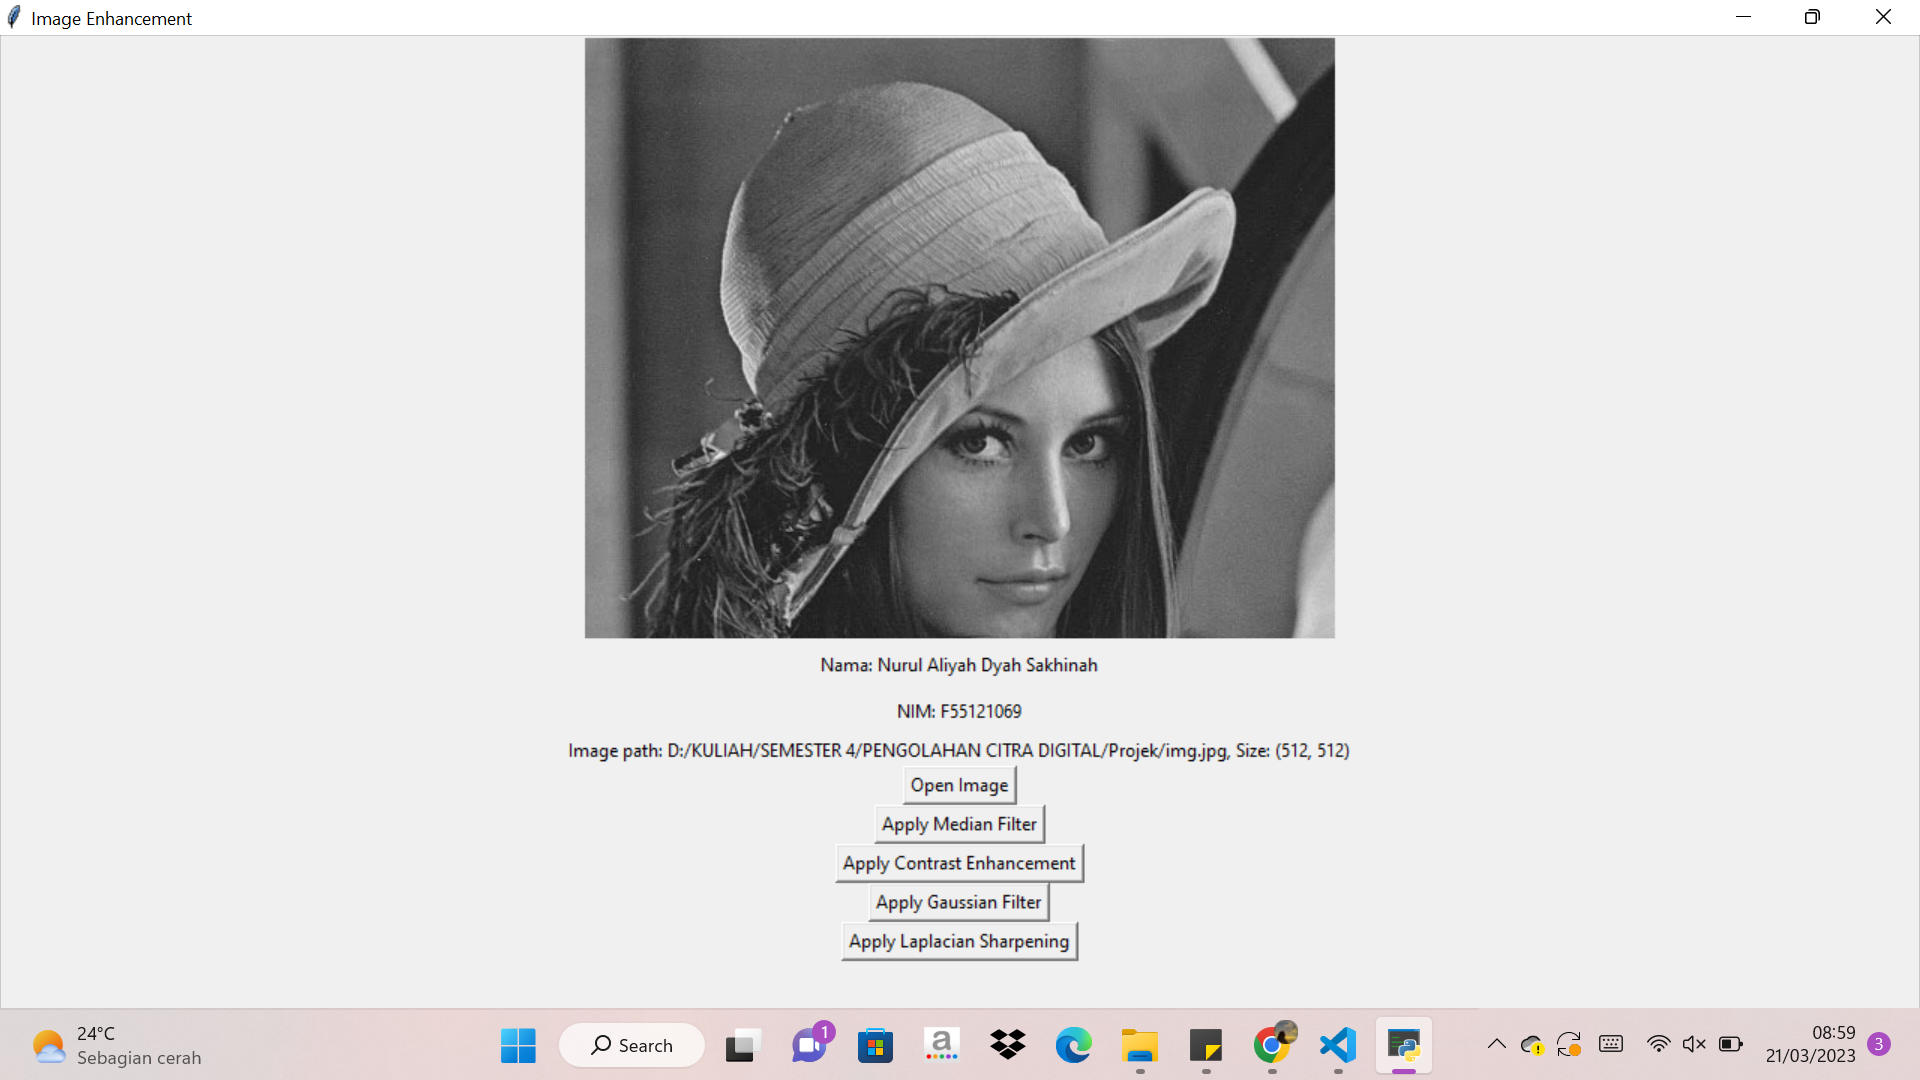 Image Enhancement
Nama: Nurul Aliyah Dyah Sakhinah
NIM: F55121069
Image path: D:/KULIAH/SEMESTER 4/PENGOLAHAN CITRA DIGITAL/Projek/img.jpg, Size: (512, 512)
Open Image
Apply Median Filter
Apply Contrast Enhancement
Apply Gaussian Filter
Apply Laplacian Sharpening
24°C
Sebagian cerah
Search
1
a
08:59
21/03/2023
3